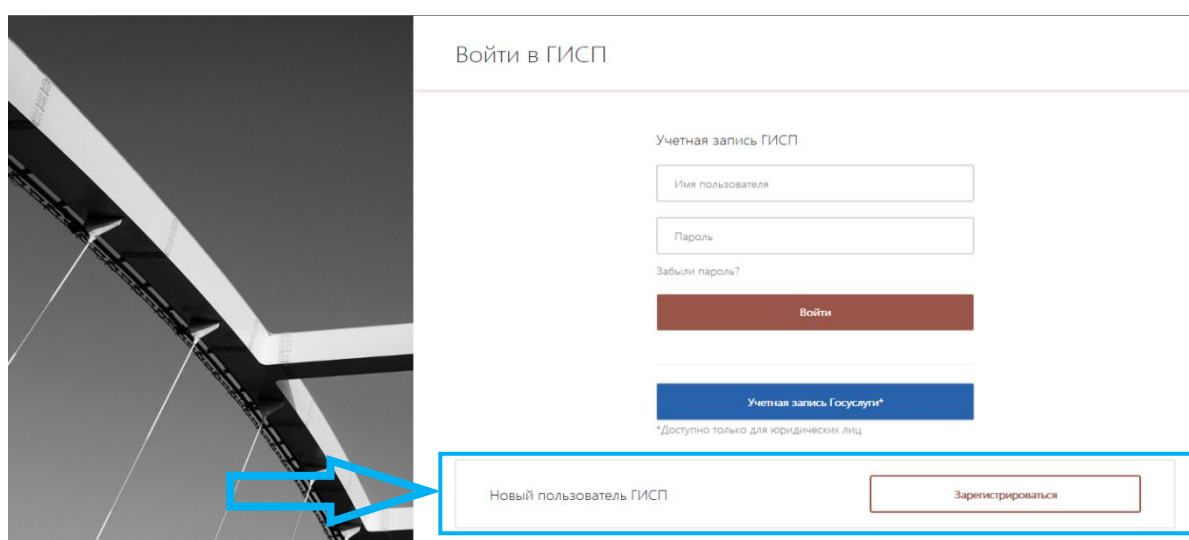 Войти в ГИСП
Учетная запись ГИСП
Имя пользователя
Пароль
Забыли пароль?
Войти
Учетная запись Госуслуги*
*Доступно только для юридических лиц
Новый пользователь ГИСП
Зарегистрироваться